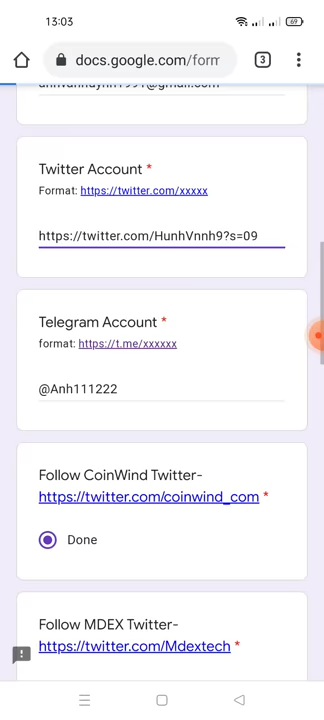 13:03
69
docs.google.com/form
3
Twitter Account *
Format: https://twitter.com/xxxxx
https://twitter.com/HunhVnnh9?s=09
Telegram Account *
format: https://t.me/xxxxxx
@Anh111222
Follow CoinWind Twitter-
https://twitter.com/coinwind_com *
Done
Follow MDEX Twitter-
https://twitter.com/Mdextech *